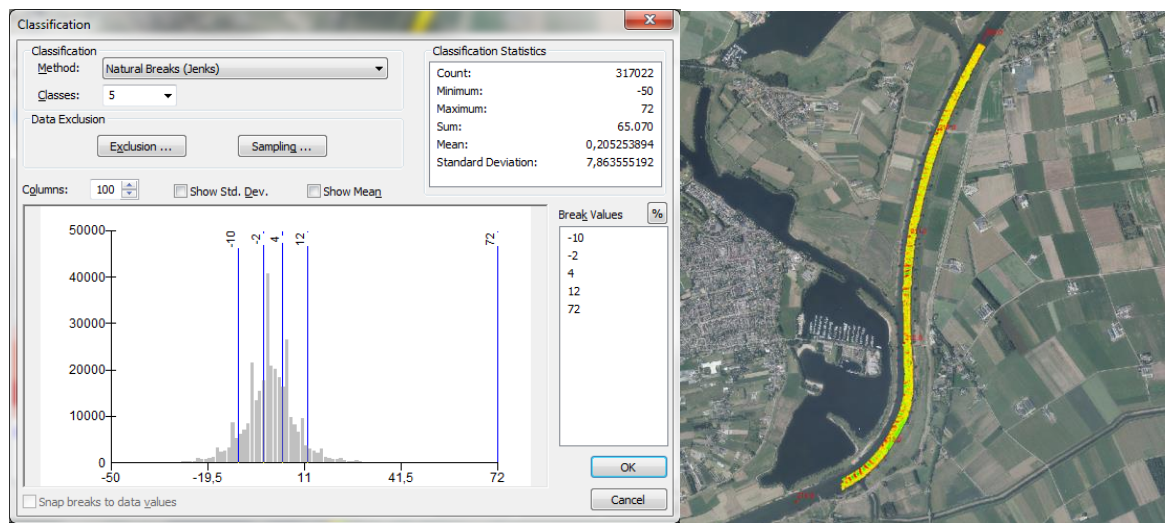 Classification
Classification
Method: Natural Breaks (Jenks)
Classes: 5
Data Exclusion
Exclusion ... Sampling ...
Classification Statistics
Count: 317022
Minimum: -50
Maximum: 72
Sum: 65.070
Mean: 0,205253894
Standard Deviation: 7,863555192
Columns: 100 Show Std. Dev. Show Mean
Break Values %
-10
-2
4
12
72
50000
40000
30000
20000
10000
0
-10 -2 4 12 72
-50 -19,5 11 41,5 72
OK
Snap breaks to data values
Cancel